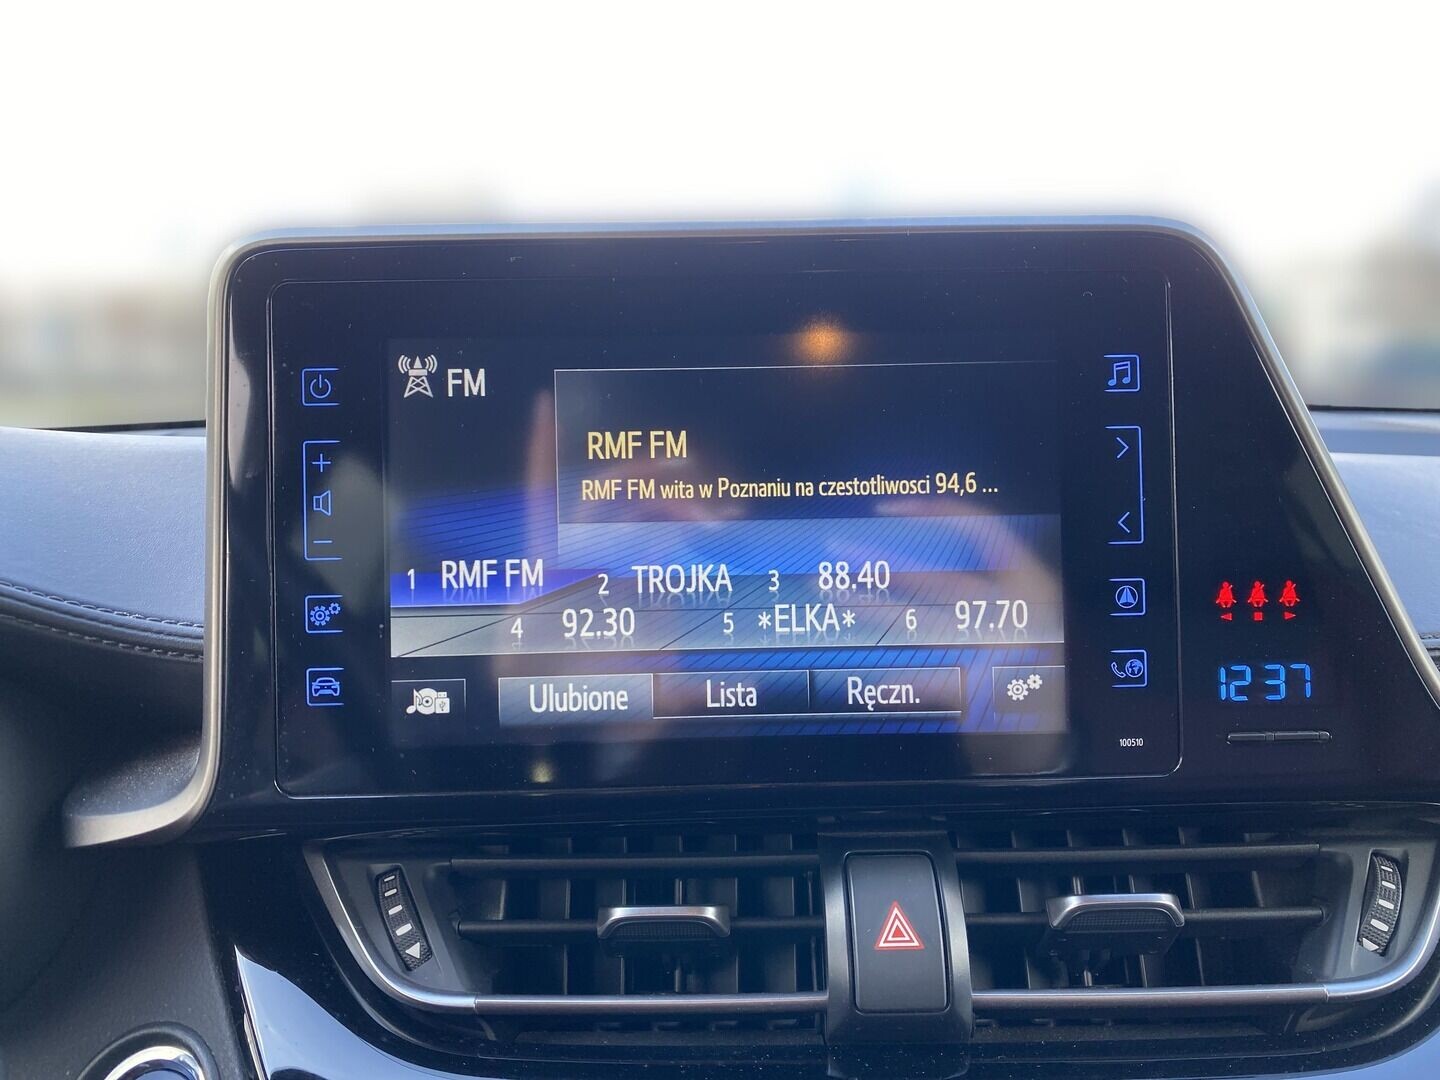 FM
RMF FM
RMF FM wita w Poznaniu na czestotliwosci 94,6 ...
1 RMF FM 2 TROJKA 3 88.40
4 92.30 5 *ELKA* 6 97.70
Ulubione Lista Ręczn.
100510
12 37